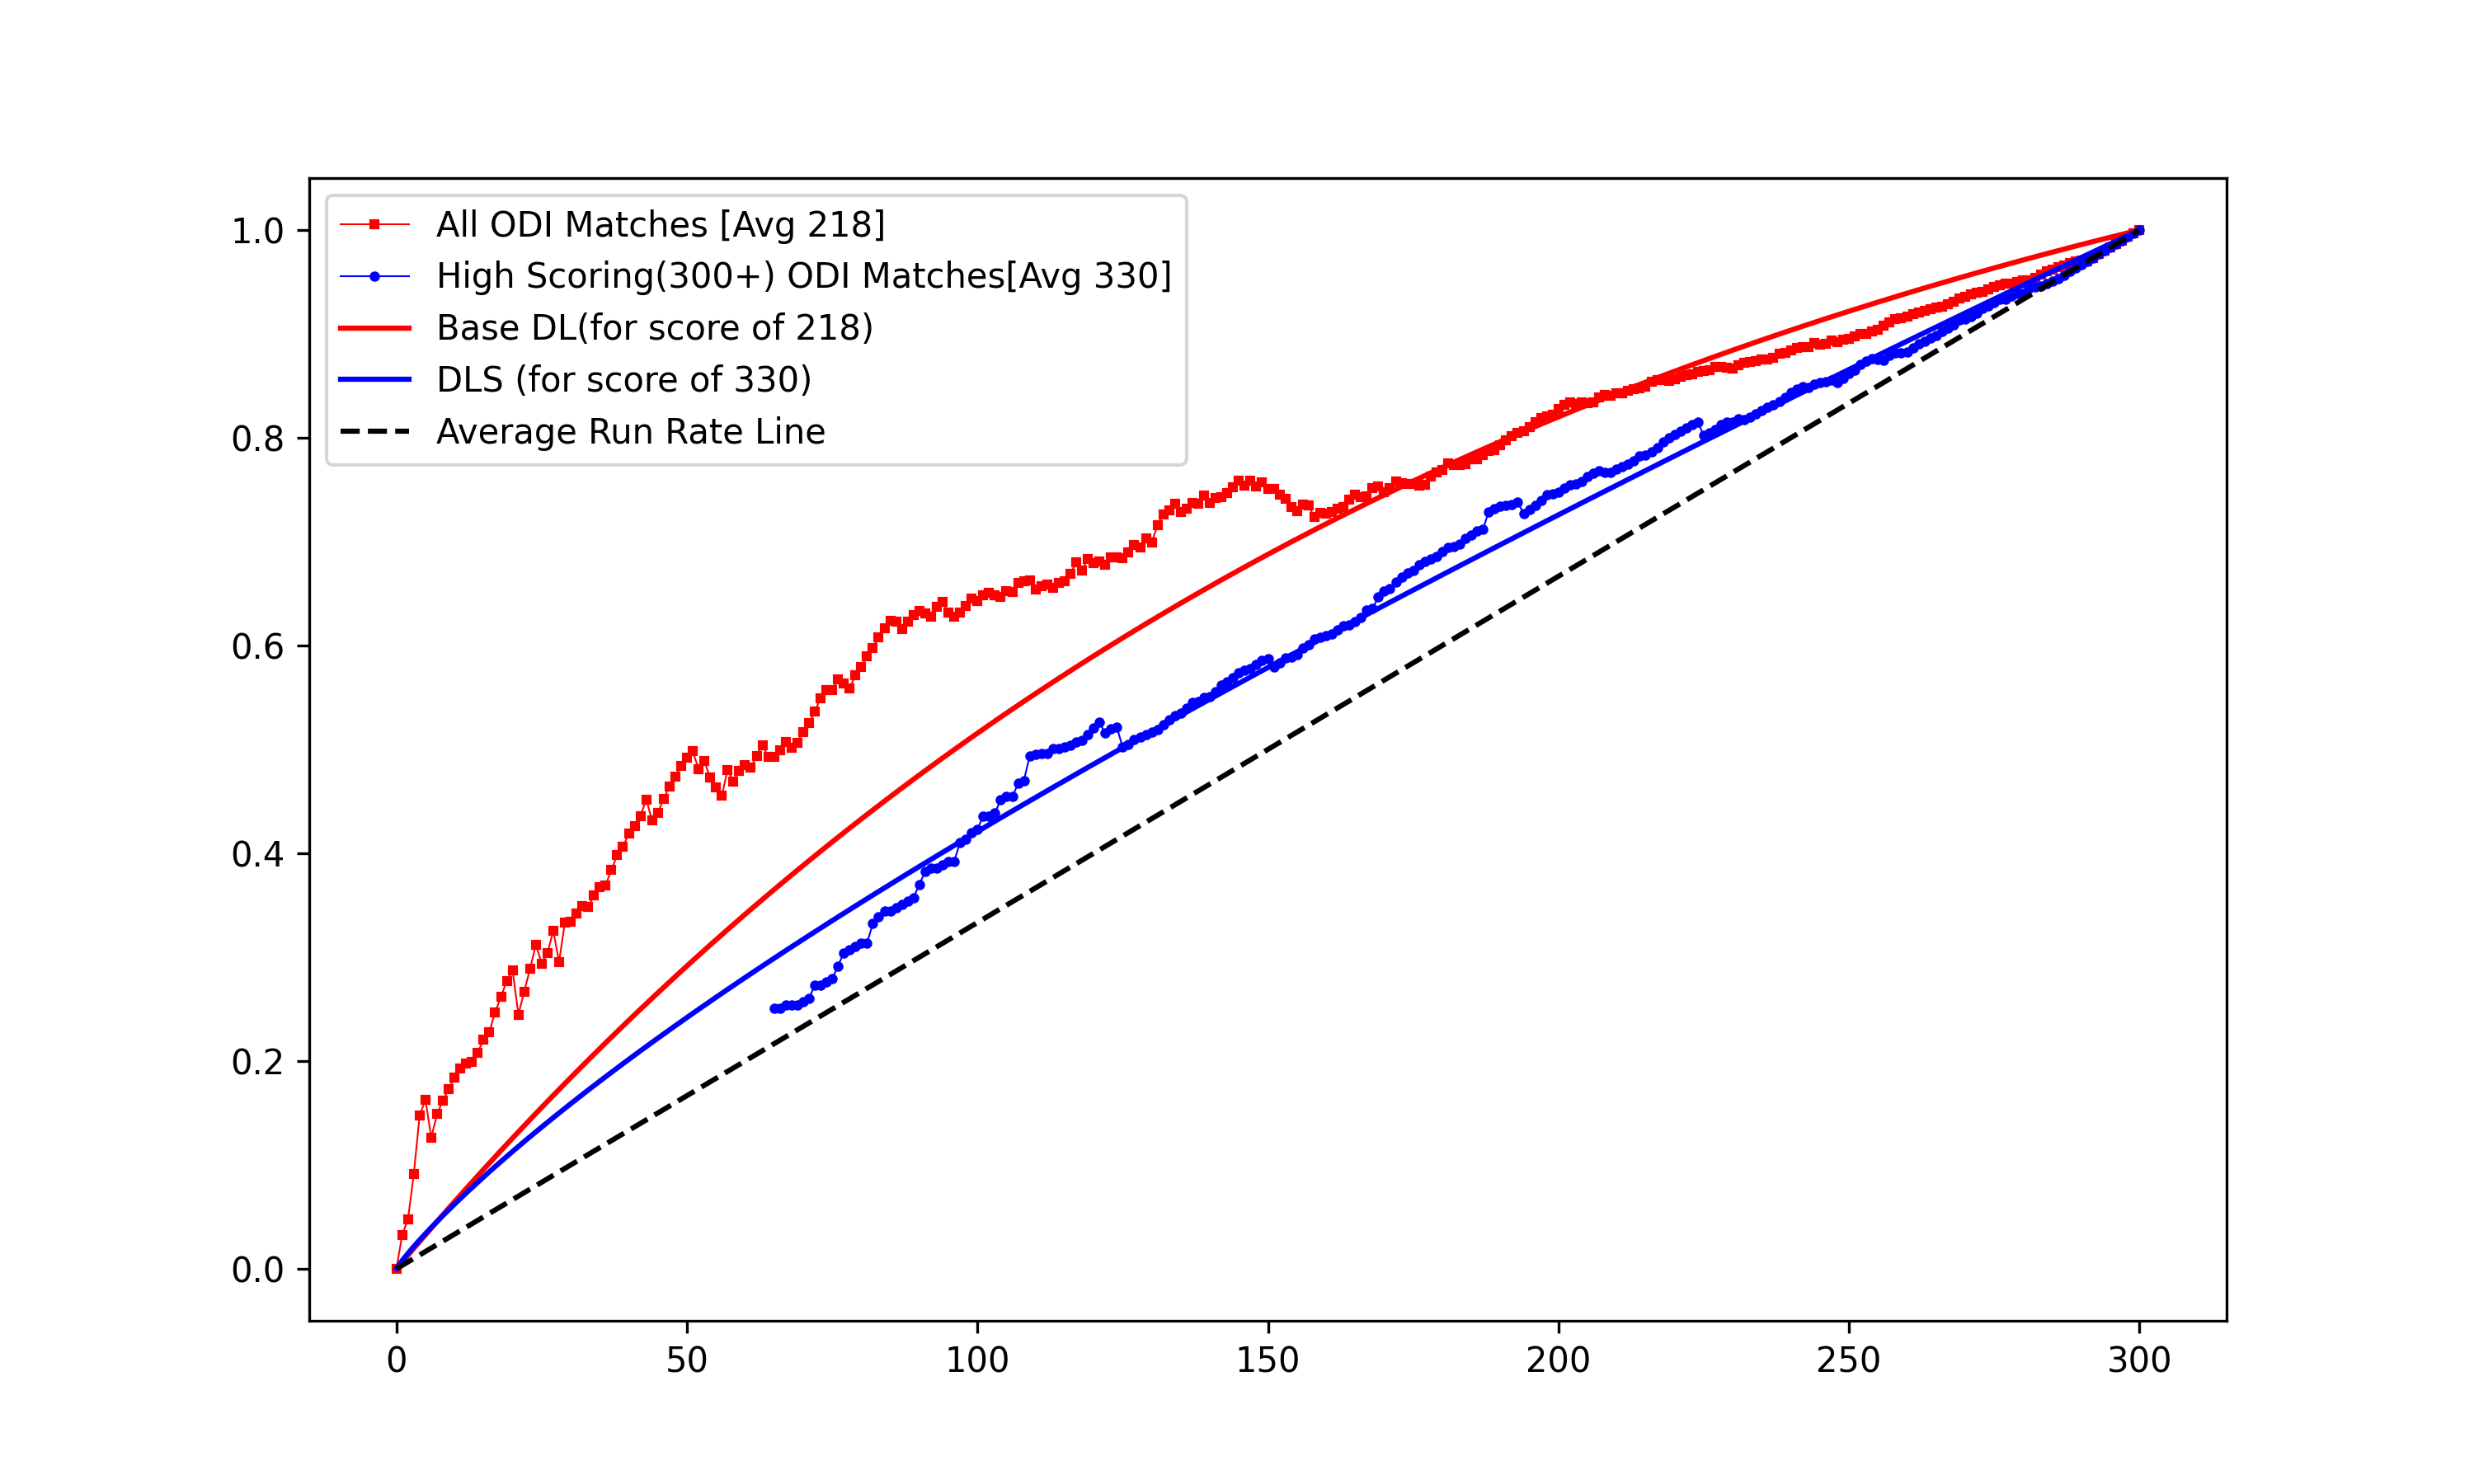 All ODI Matches [Avg 218]
High Scoring(300+) ODI Matches[Avg 330]
Base DL(for score of 218)
DLS (for score of 330)
Average Run Rate Line
1.0
0.8
0.6
0.4
0.2
0.0
0 50 100 150 200 250 300